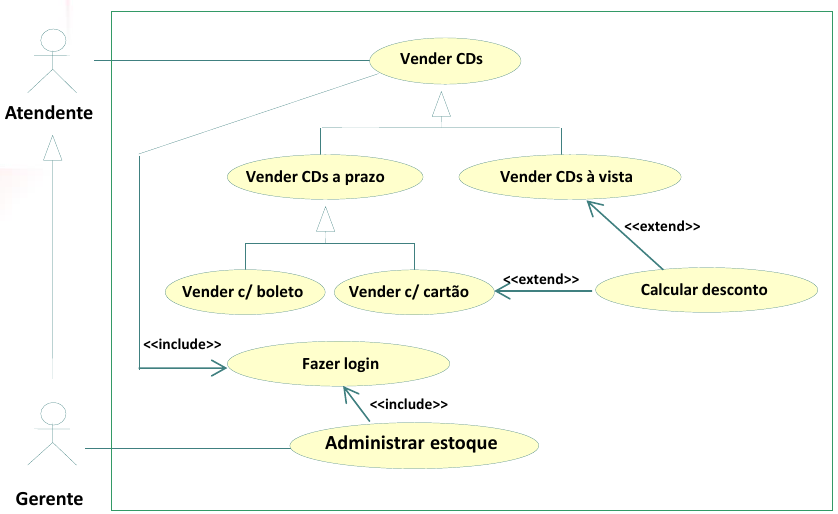 Vender CDs
Atendente
Vender CDs a prazo
Vender CDs à vista
<<extend>>
<<extend>>
Vender c/ boleto
Vender c/ cartão
Calcular desconto
<<include>>
Fazer login
<<include>>
Administrar estoque
Gerente